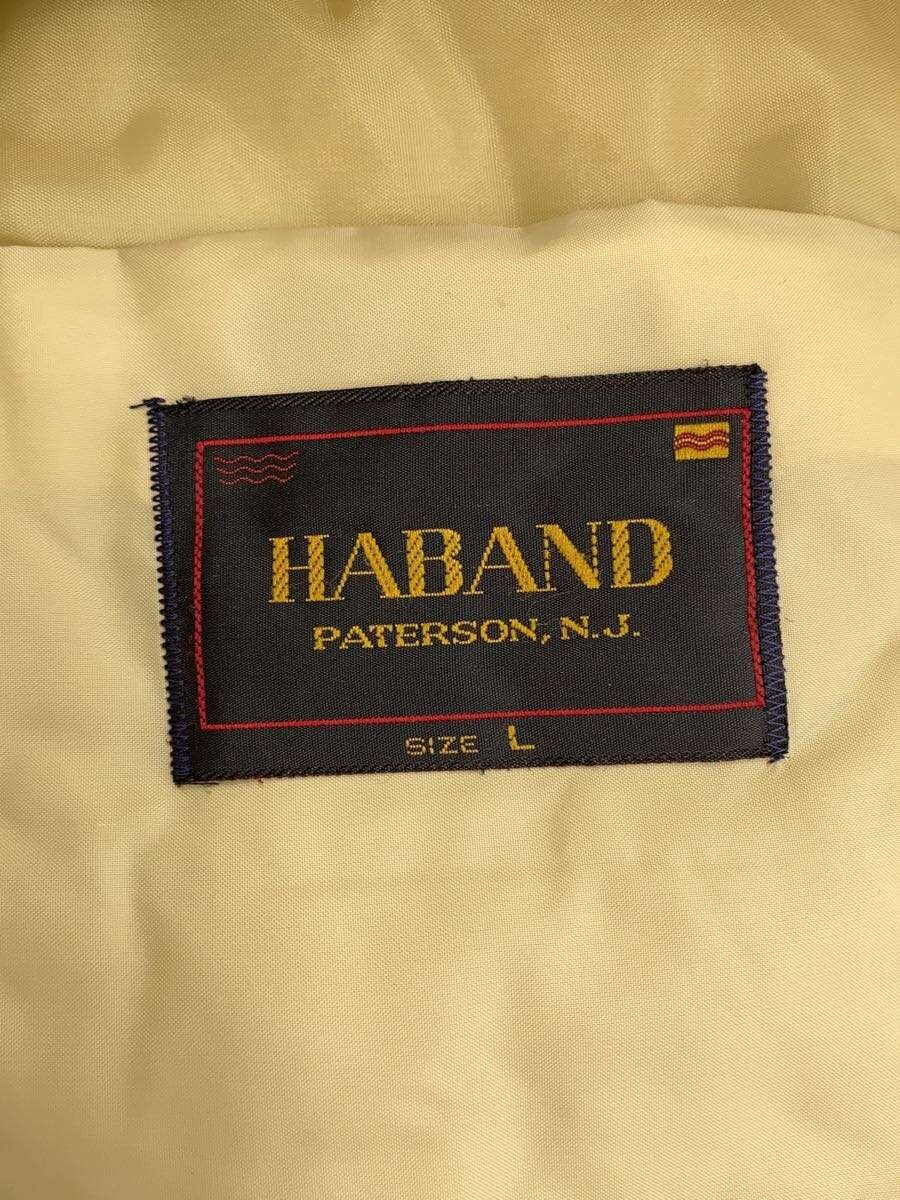 HABAND
PATERSON, N.J.
SIZE L